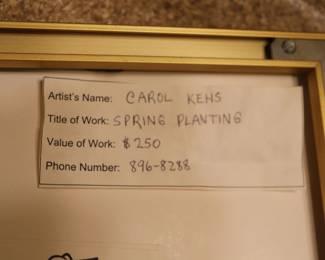 Artist's Name: CAROL KEHS
Title of Work: SPRING PLANTING
Value of Work: $250
Phone Number: 896-8288